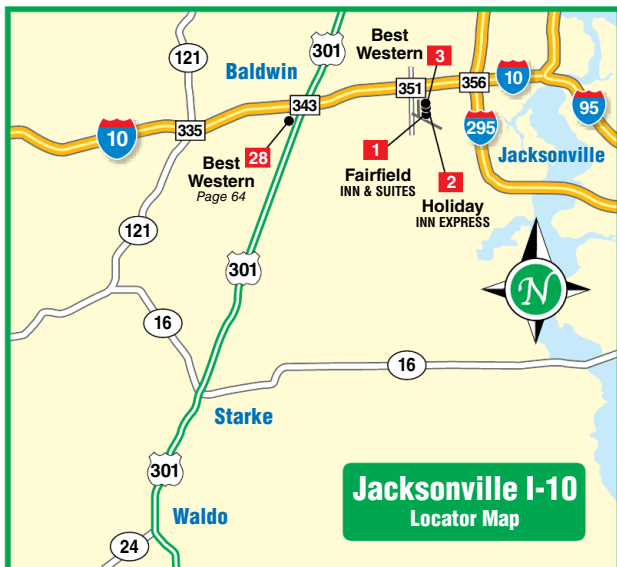 301
Best
Western
3
121
Baldwin
351
356
10
343
95
10
335
295
1
28
Best
Western
Page 64
Fairfield
INN & SUITES
2
Holiday
INN EXPRESS
Jacksonville
121
301
N
16
16
Starke
301
Waldo
24
Jacksonville I-10
Locator Map